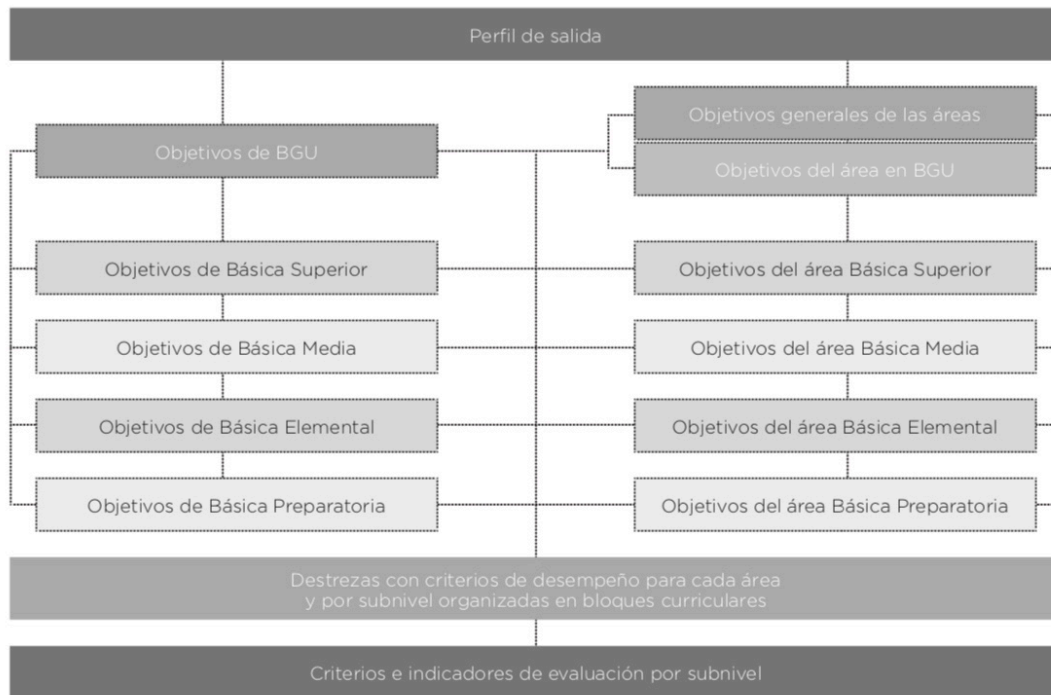 Perfil de salida
Objetivos generales de las áreas
Objetivos de BGU
Objetivos del área en BGU
Objetivos de Básica Superior
Objetivos del área Básica Superior
Objetivos de Básica Media
Objetivos del área Básica Media
Objetivos de Básica Elemental
Objetivos del área Básica Elemental
Objetivos de Básica Preparatoria
Objetivos del área Básica Preparatoria
Destrezas con criterios de desempeño para cada área
y por subnivel organizadas en bloques curriculares
Criterios e indicadores de evaluación por subnivel